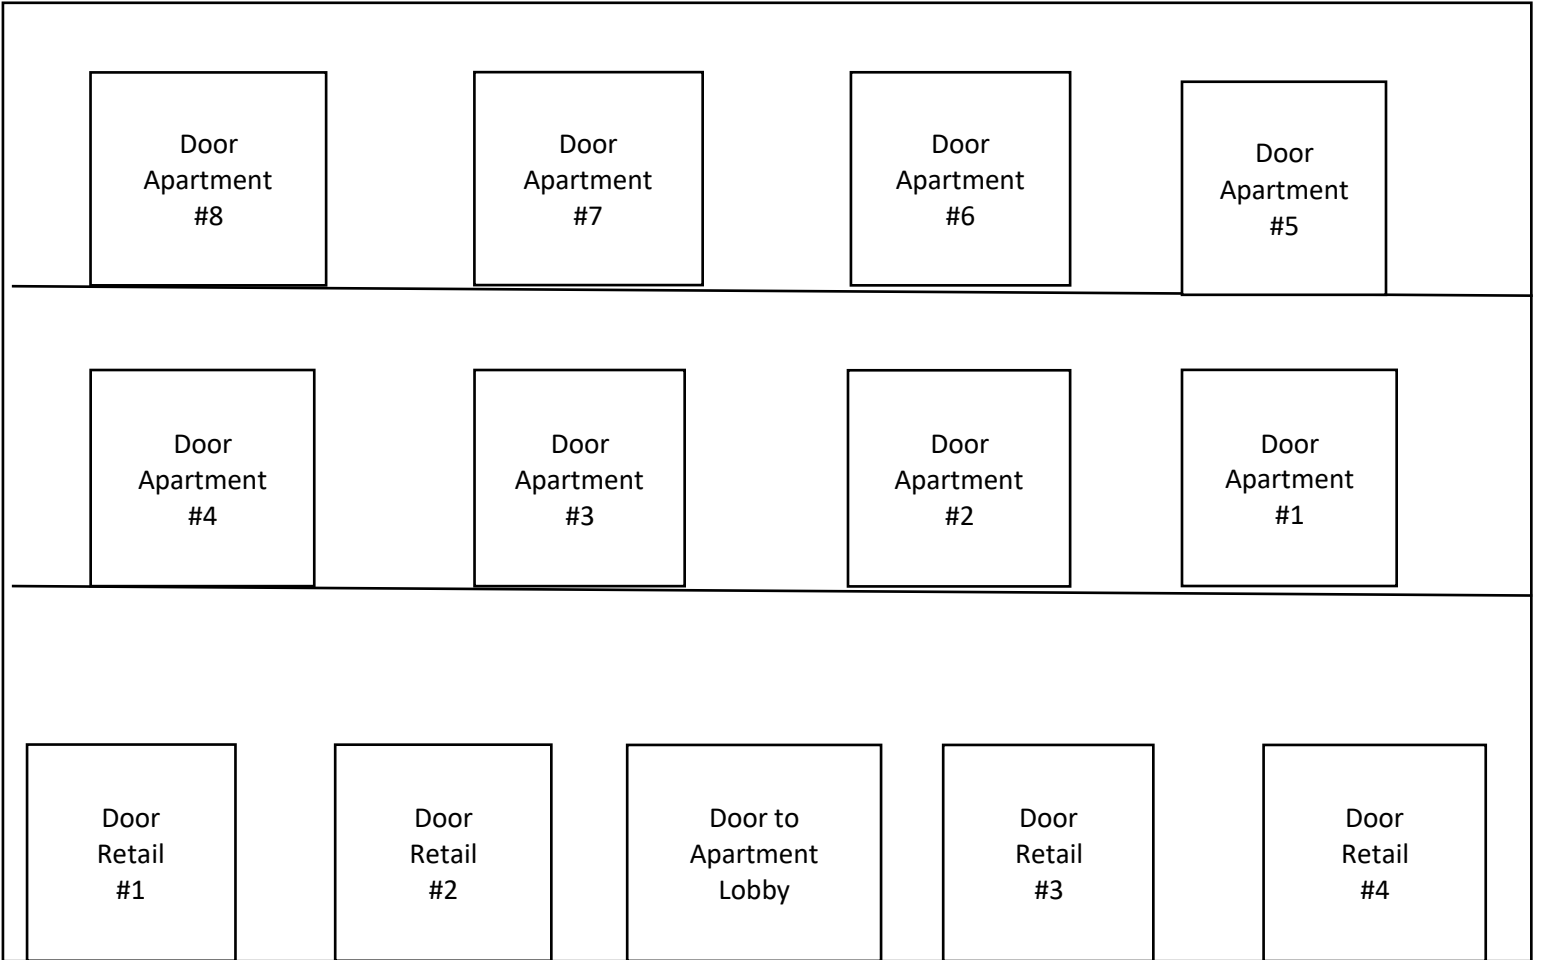 Door
Apartment
#8
Door
Apartment
#7
Door
Apartment
#6
Door
Apartment
#5
Door
Apartment
#4
Door
Apartment
#3
Door
Apartment
#2
Door
Apartment
#1
Door
Retail
#1
Door
Retail
#2
Door to
Apartment
Lobby
Door
Retail
#3
Door
Retail
#4